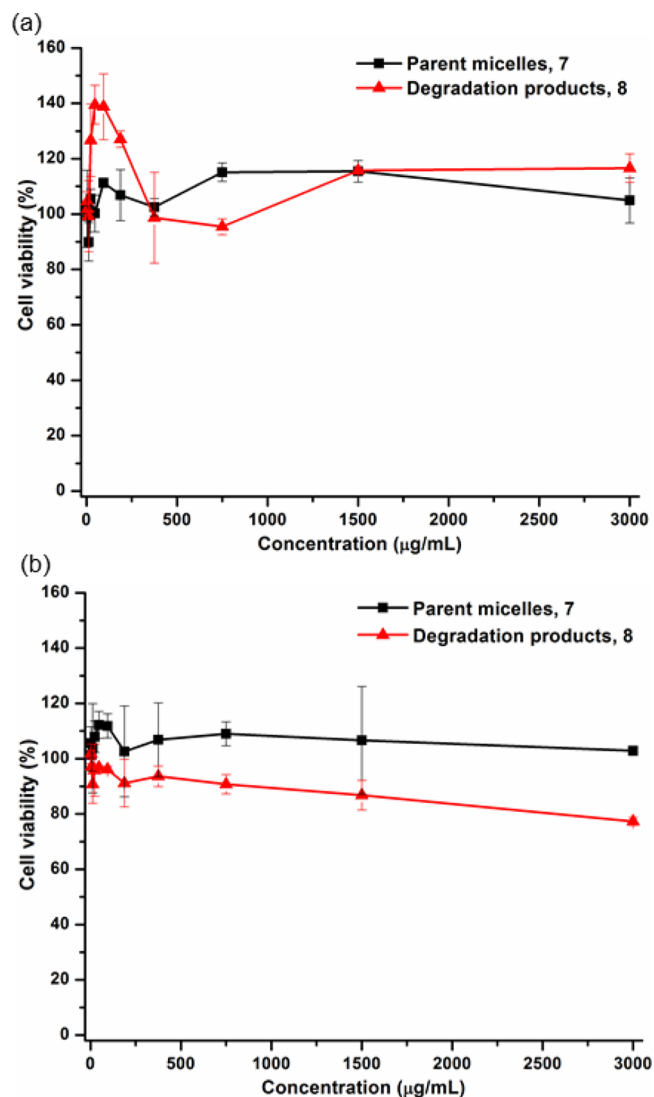 (a)
160
140
120
100
80
60
40
20
0
Cell viability (%)
Parent micelles, 7
Degradation products, 8
0 500 1000 1500 2000 2500 3000
Concentration (µg/mL)
(b)
160
140
120
100
80
60
40
20
0
Cell viability (%)
Parent micelles, 7
Degradation products, 8
0 500 1000 1500 2000 2500 3000
Concentration (µg/mL)